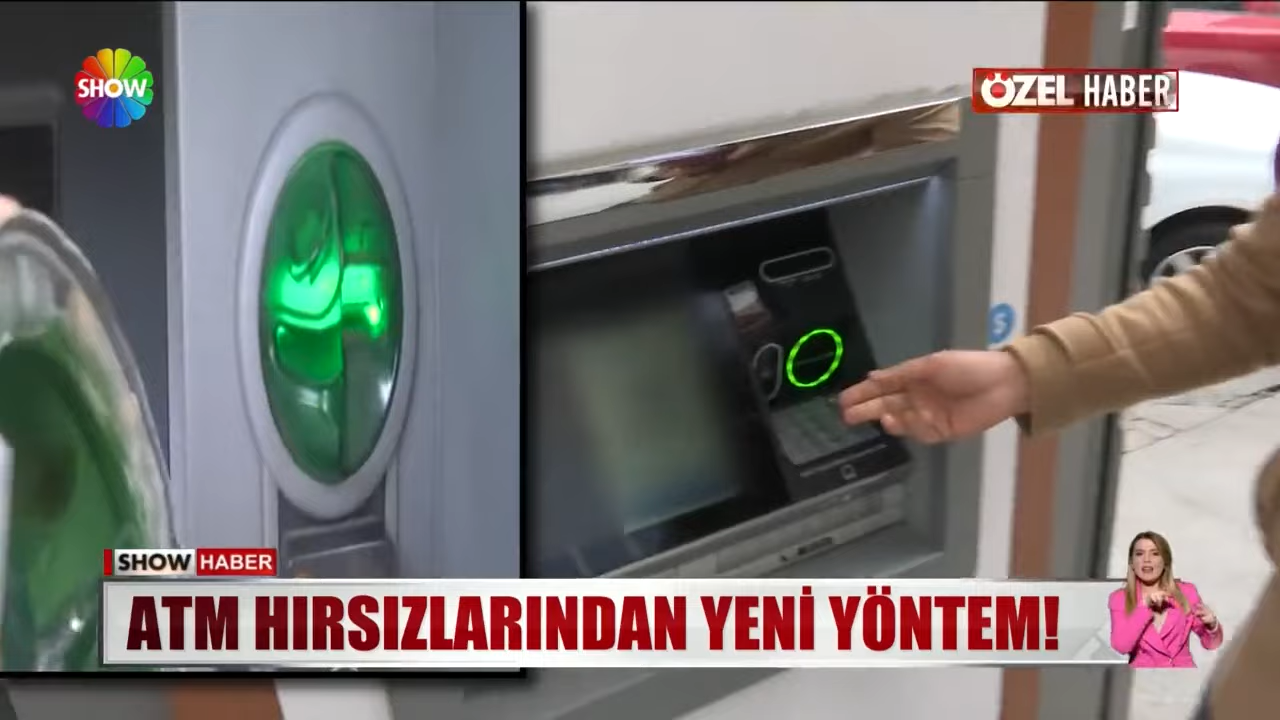 SHOW
ÖZEL HABER
S
SHOW HABER
ATM HIRSIZLARINDAN YENİ YÖNTEM!